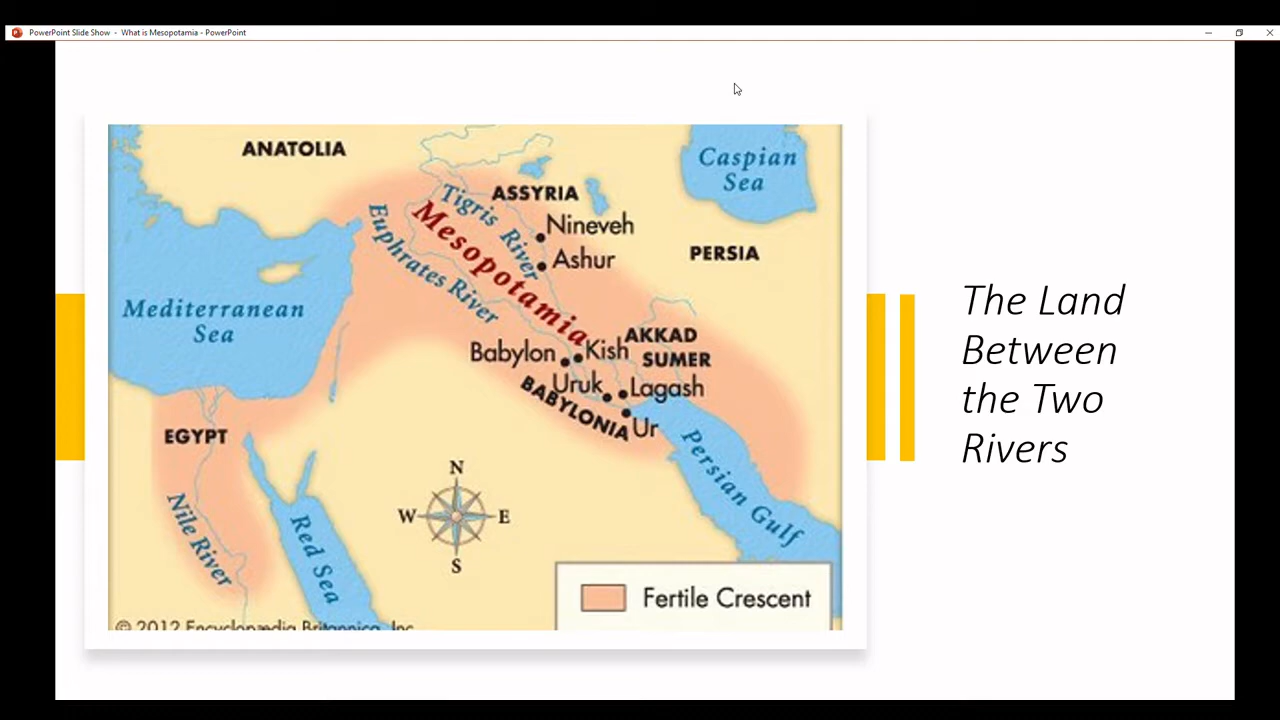 PowerPoint Slide Show - What is Mesopotamia - PowerPoint
ANATOLIA
Caspian
Sea
Tigris River
ASSYRIA
Mesopotamia
Euphrates River
Nineveh
Ashur
PERSIA
Mediterranean
Sea
AKKAD
Babylon
Kish
SUMER
Uruk
Lagash
BABYLONIA
Ur
EGYPT
Persian Gulf
Nile River
Red Sea
N
W
E
S
Fertile Crescent
© 2012 Encyclopædia Britannica, Inc.
The Land
Between
the Two
Rivers